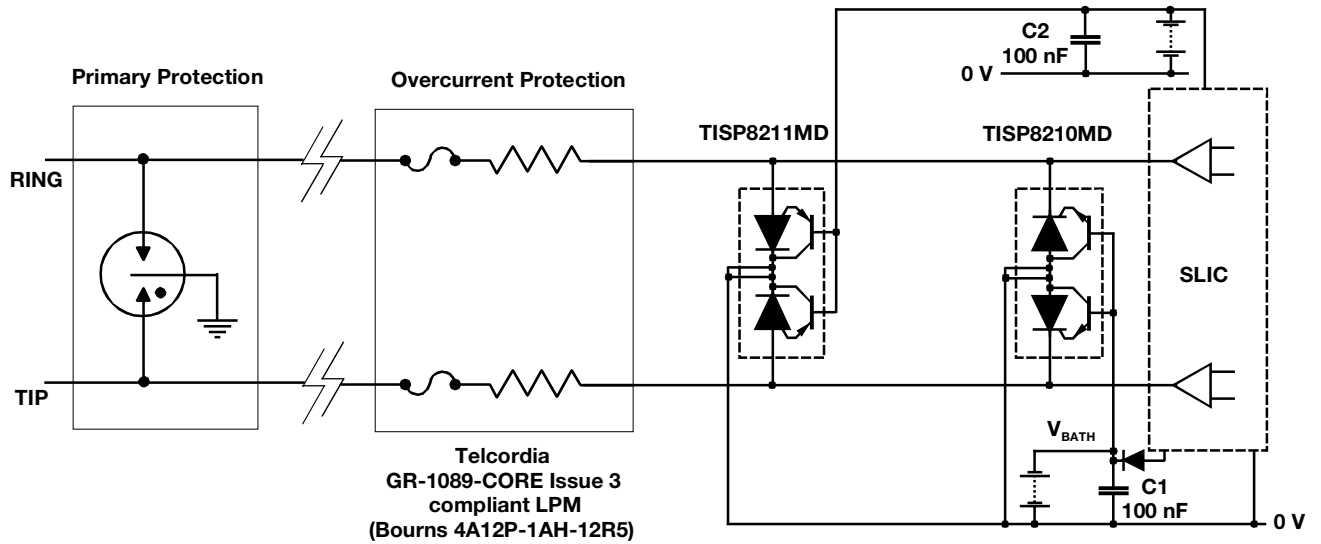 C2
100 nF
0 V
Primary Protection
Overcurrent Protection
TISP8211MD
TISP8210MD
RING
SLIC
TIP
VBATH
C1
100 nF
0 V
Telcordia
GR-1089-CORE Issue 3
compliant LPM
(Bourns 4A12P-1AH-12R5)